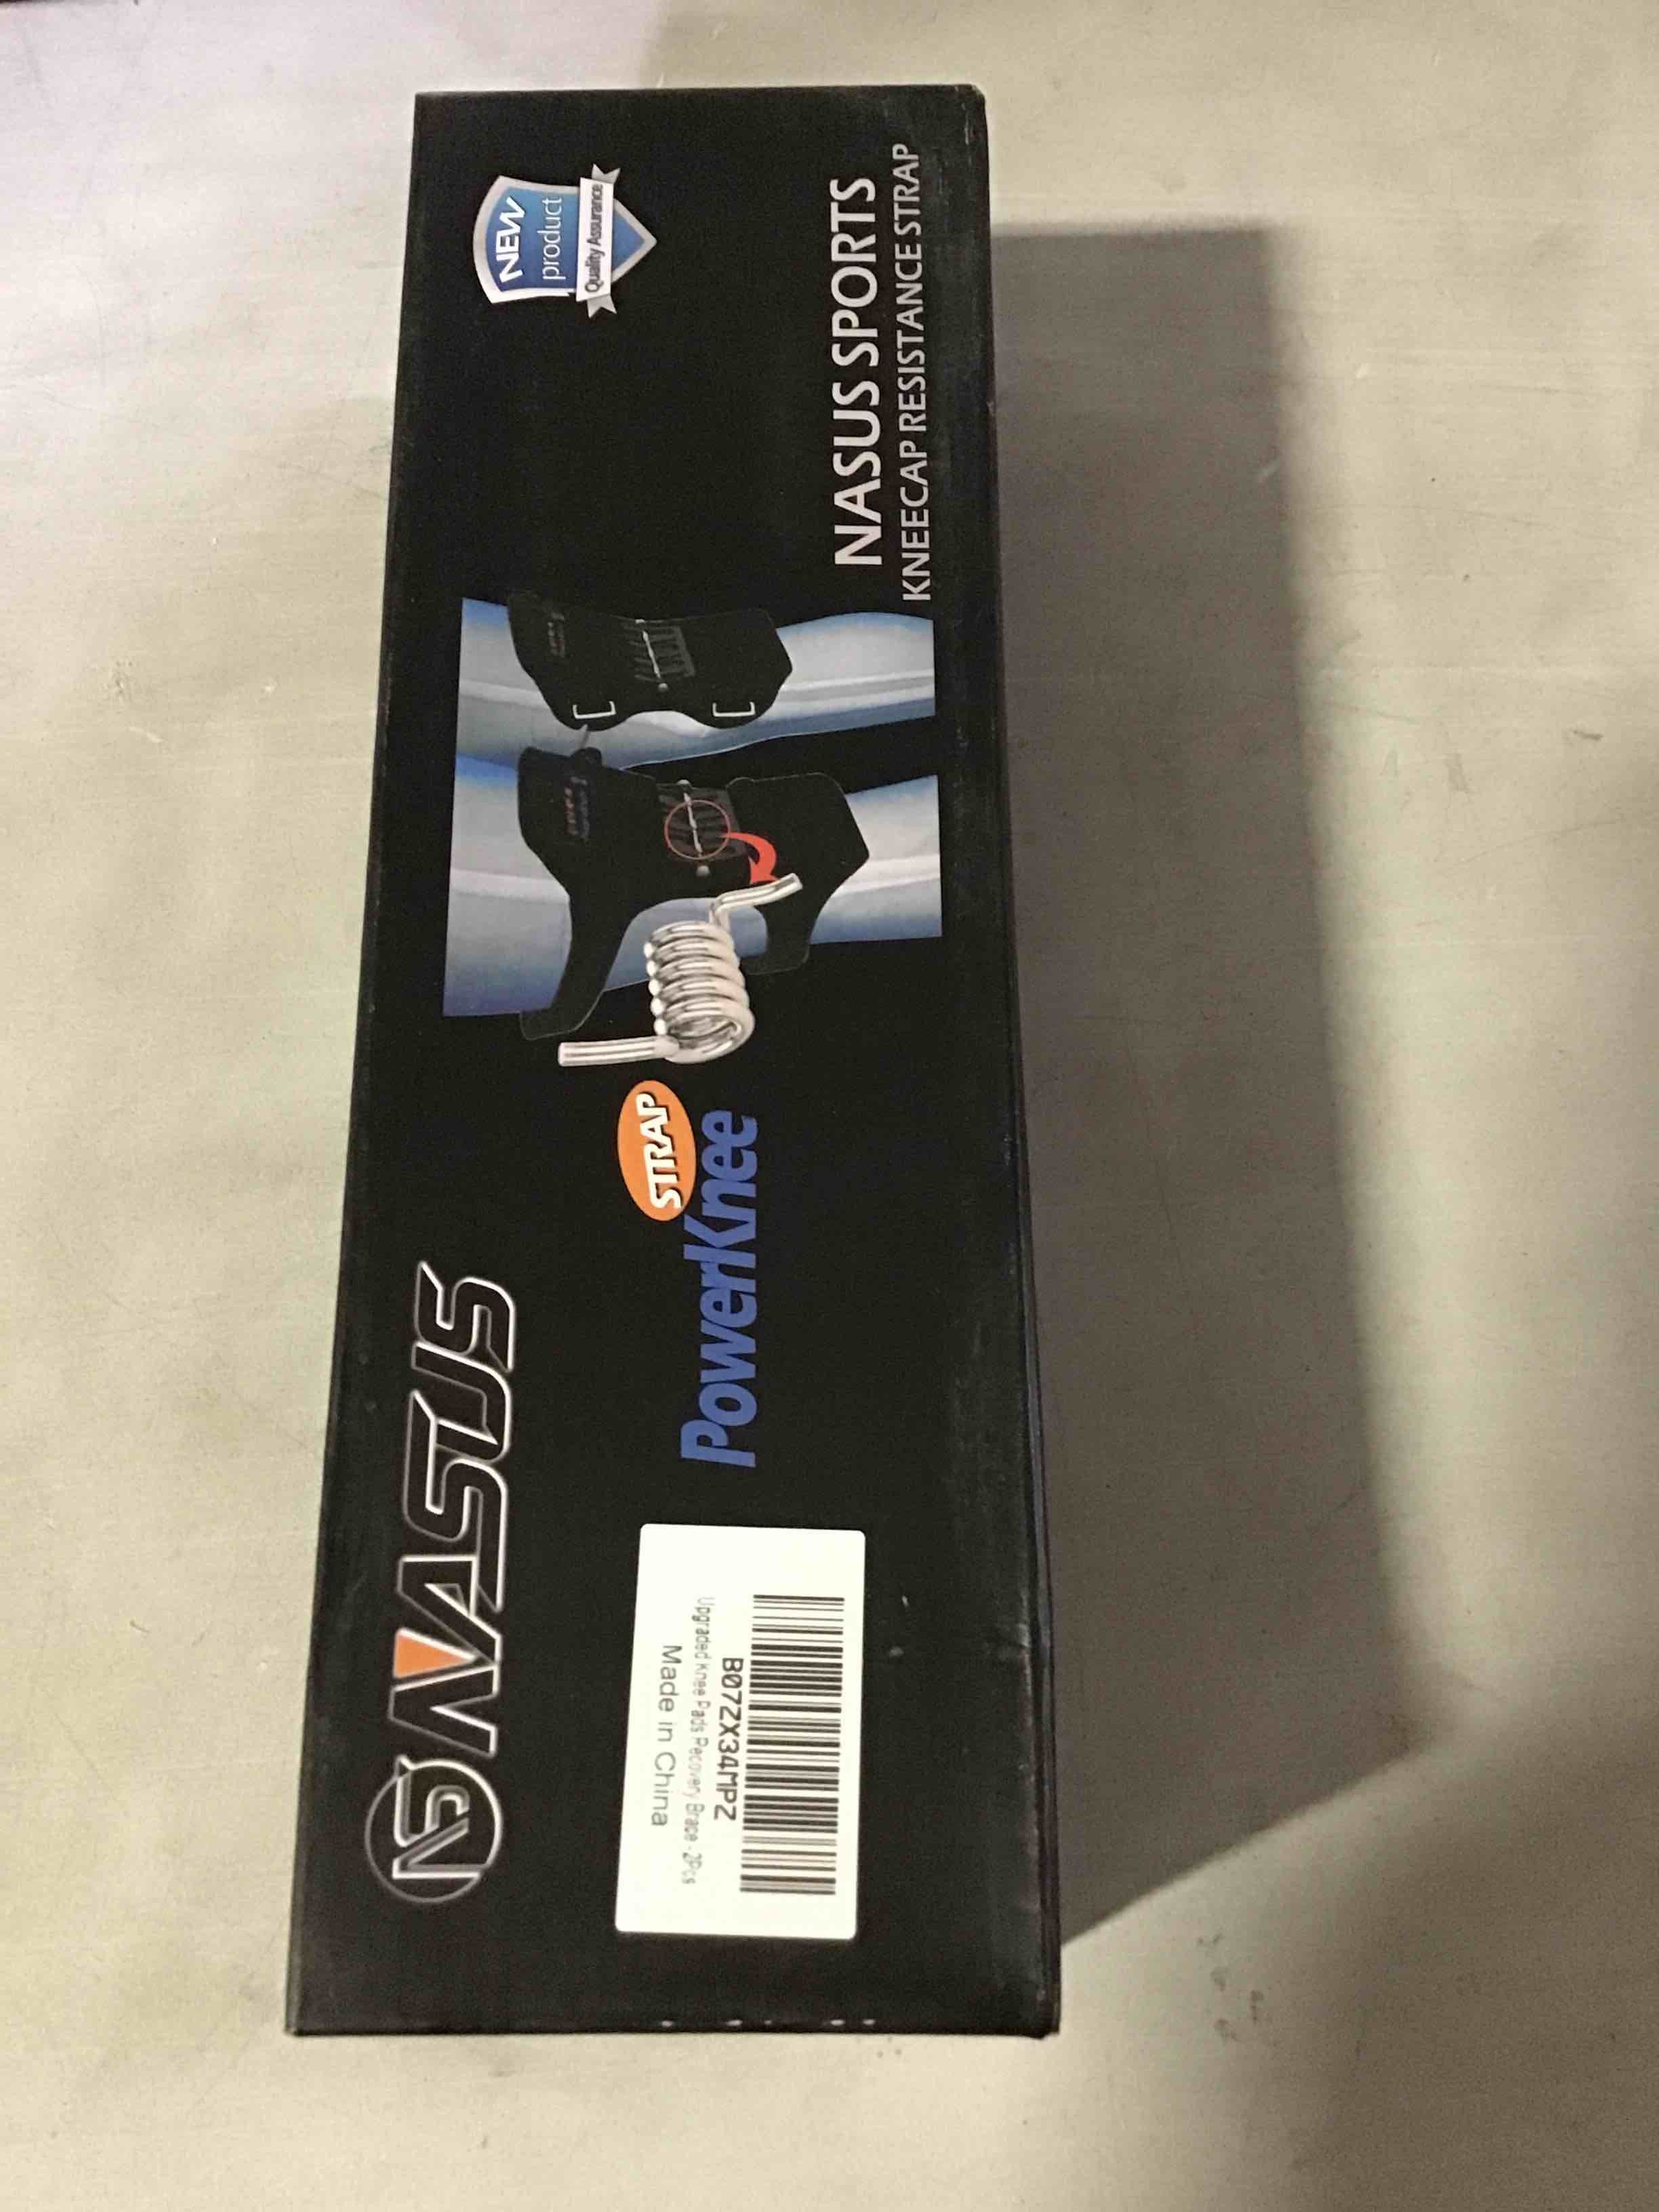 NASUS
STRAP
PowerKnee
NEW
product
Quality Assurance
NASUS SPORTS
KNEECAP RESISTANCE STRAP
B07ZX34MPZ
Upgraded Knee Pads Recovery Brace -2Pcs
Made in China